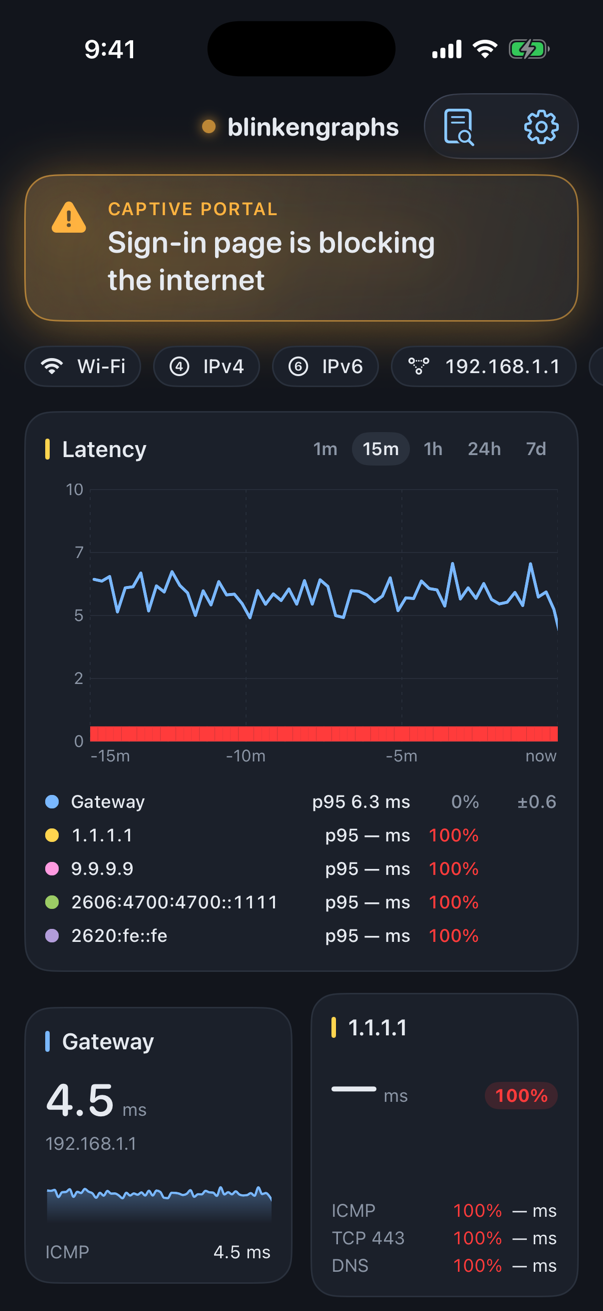 9:41
blinkengraphs
CAPTIVE PORTAL
Sign-in page is blocking
the internet
Wi-Fi
4 IPv4
6 IPv6
192.168.1.1
Latency 1m 15m 1h 24h 7d
10
7
5
2
0
-15m -10m -5m now
Gateway p95 6.3 ms 0% ±0.6
1.1.1.1 p95 — ms 100%
9.9.9.9 p95 — ms 100%
2606:4700:4700::1111 p95 — ms 100%
2620:fe::fe p95 — ms 100%
Gateway
4.5 ms
192.168.1.1
ICMP 4.5 ms
1.1.1.1
— ms 100%
ICMP 100% — ms
TCP 443 100% — ms
DNS 100% — ms